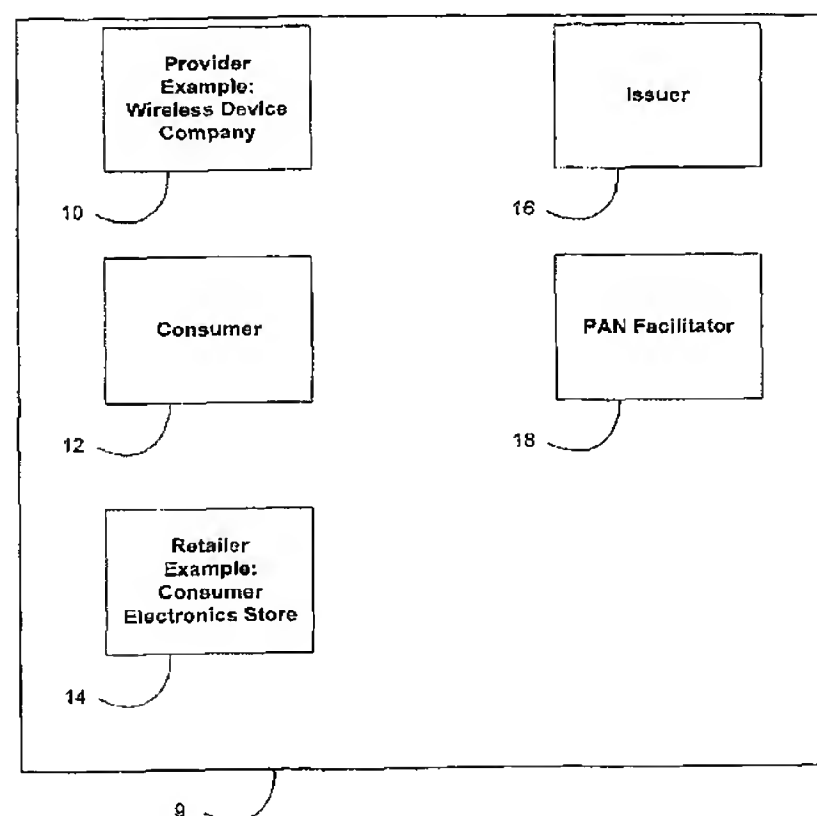 Provider
Example:
Wireless Device
Company
10
Issuer
16
Consumer
12
PAN Facilitator
18
Retailer
Example:
Consumer
Electronics Store
14
9